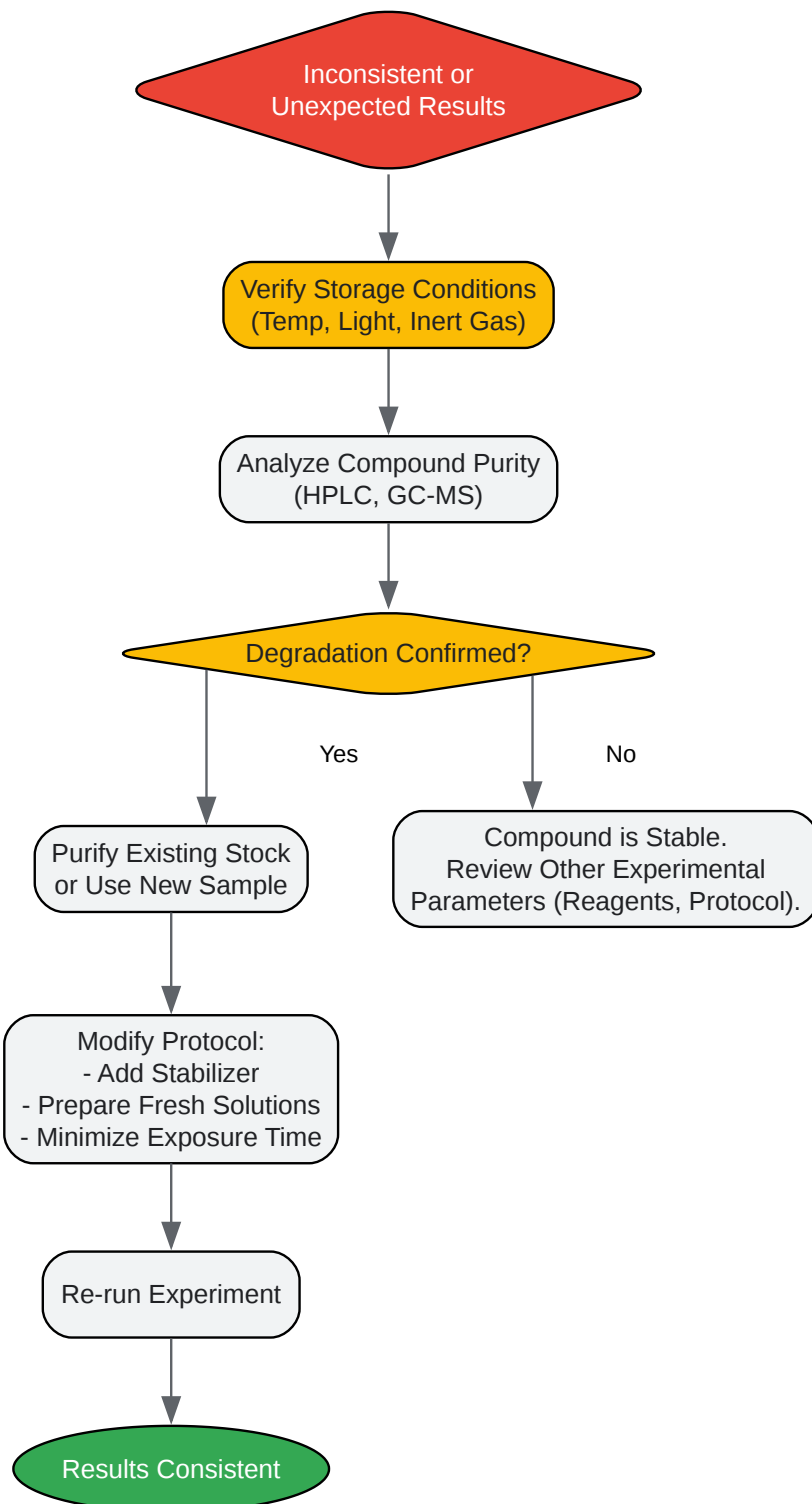 Inconsistent or
Unexpected Results
Verify Storage Conditions
(Temp, Light, Inert Gas)
Analyze Compound Purity
(HPLC, GC-MS)
Degradation Confirmed?
Yes
No
Purify Existing Stock
or Use New Sample
Compound is Stable.
Review Other Experimental
Parameters (Reagents, Protocol).
Modify Protocol:
- Add Stabilizer
- Prepare Fresh Solutions
- Minimize Exposure Time
Re-run Experiment
Results Consistent